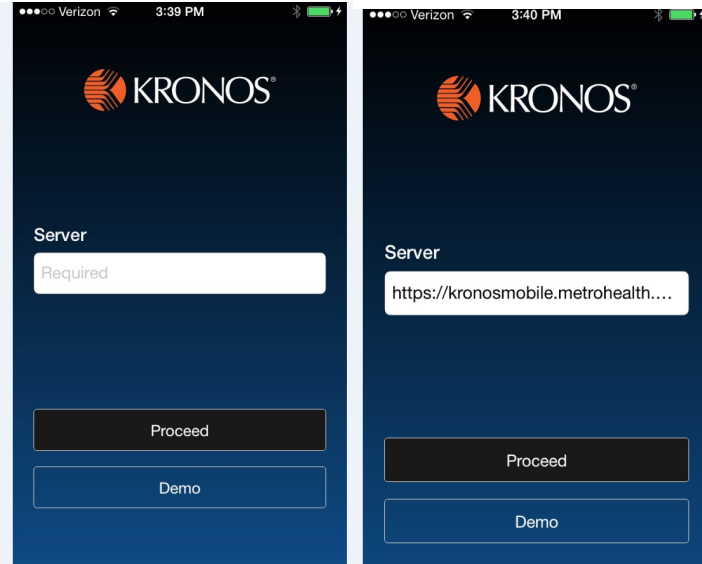 Verizon 3:39 PM
KRONOS®
Server
Required
Proceed
Demo
Verizon 3:40 PM
KRONOS®
Server
https://kronosmobile.metrohealth....
Proceed
Demo